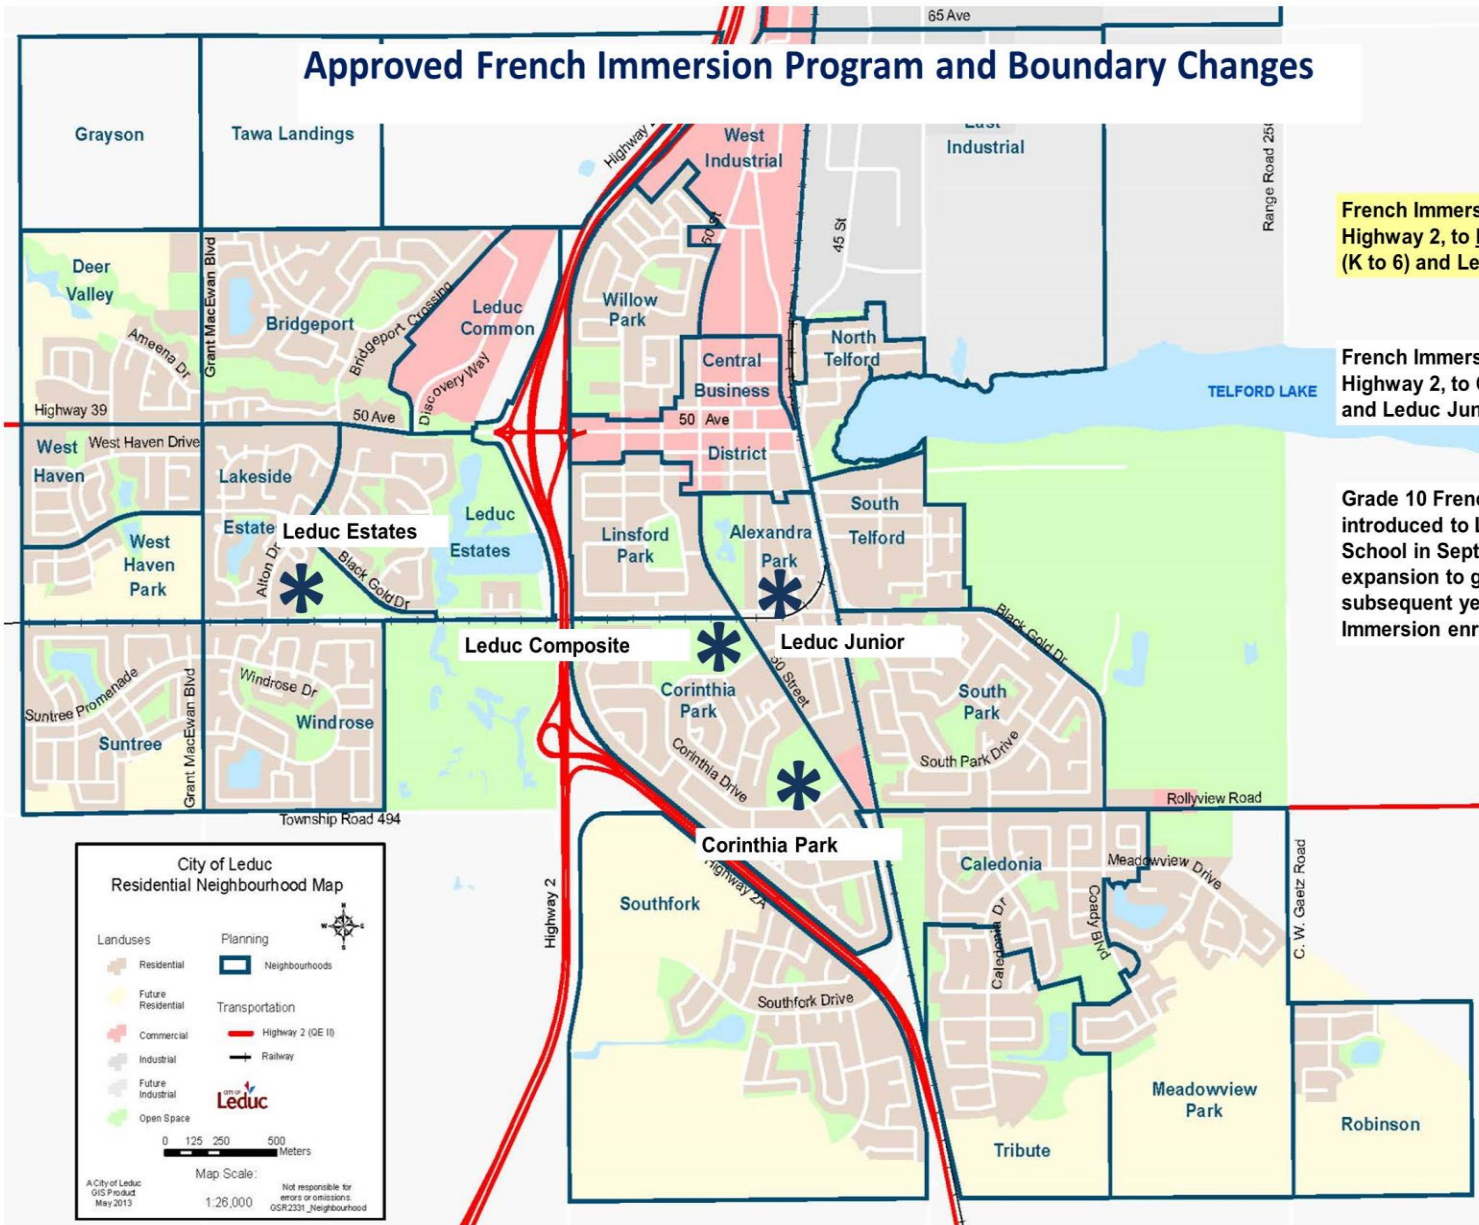 65 Ave
Approved French Immersion Program and Boundary Changes
Grayson
Tawa Landings
Highway
West
Industrial
East
Industrial
Range Road 250
French Immers
Highway 2, to
(K to 6) and Le
Deer
Valley
Grant MacEwan Blvd
Bridgeport
Bridgeport Crossing
Leduc
Common
Discovery Way
Willow
Park
50 St
45 St
North
Telford
Central
Business
Ameena Dr
Highway 39
50 Ave
50 Ave
District
TELFORD LAKE
French Immers
Highway 2, to
and Leduc Jun
West
Haven
West Haven Drive
Lakeside
Estate
Leduc Estates
Leduc
Estates
Linsford
Park
Alexandra
Park
South
Telford
Grade 10 Frenc
introduced to L
School in Sept
expansion to g
subsequent ye
Immersion enr
West
Haven
Park
Alton Dr
Black Gold Dr
Black Gold Dr
Leduc Composite
Leduc Junior
50 Street
Suntree Promenade
Suntree
Grant MacEwan Blvd
Windrose Dr
Windrose
Corinthia
Park
Corinthia Drive
South
Park
South Park Drive
Rollyview Road
Township Road 494
Corinthia Park
Highway 2A
Highway 2
Southfork
Southfork Drive
Caledonia
Caledonia Dr
Coady Blvd
Meadowview Drive
C. W. Gaetz Road
Meadowview
Park
Robinson
Tribute
City of Leduc
Residential Neighbourhood Map
N
W E
S
Landuses
Planning
Residential
Neighbourhoods
Future
Residential
Transportation
Commercial
Highway 2 (QE II)
Industrial
Railway
Future
Industrial
CITY OF
Leduc
Open Space
0 125 250 500
Meters
Map Scale:
1:26,000
A City of Leduc
GIS Product
May 2013
Not responsible for
errors or omissions.
GSR2331_Neighbourhood